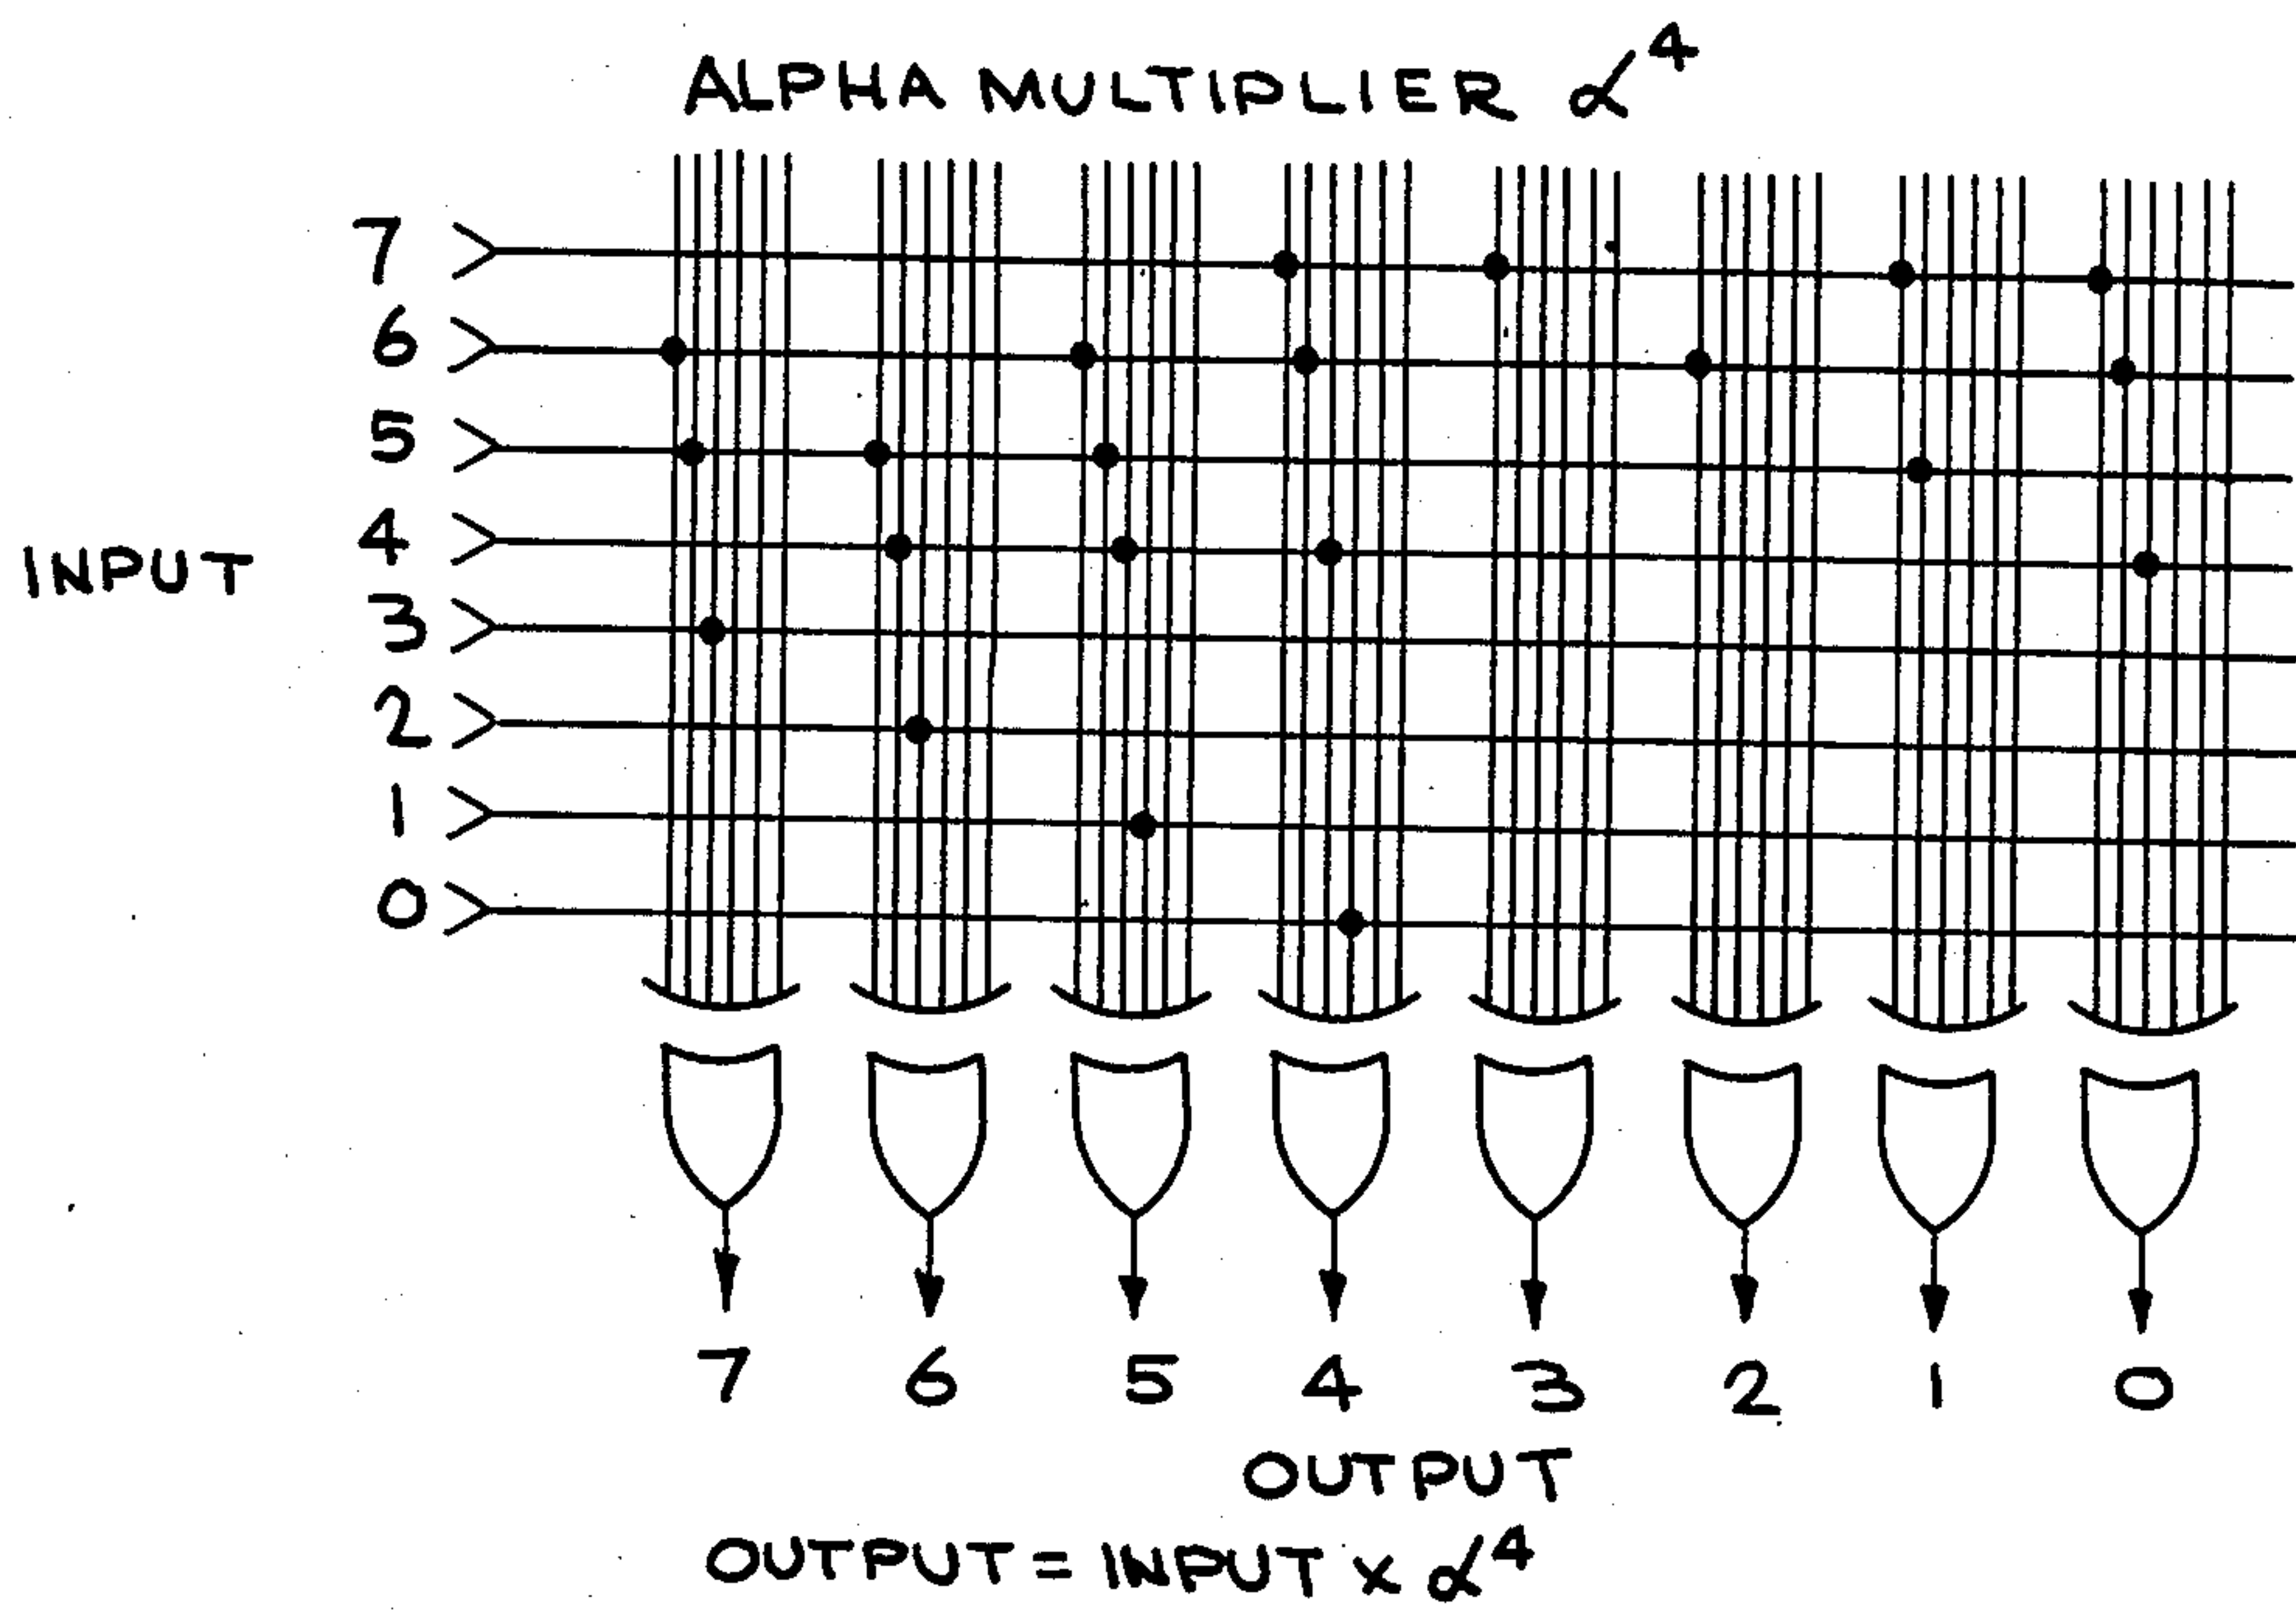 ALPHA MULTIPLIER α⁴
7
6
5
4
INPUT
3
2
1
0
7 6 5 4 3 2 1 0
OUTPUT
OUTPUT = INPUT x α⁴